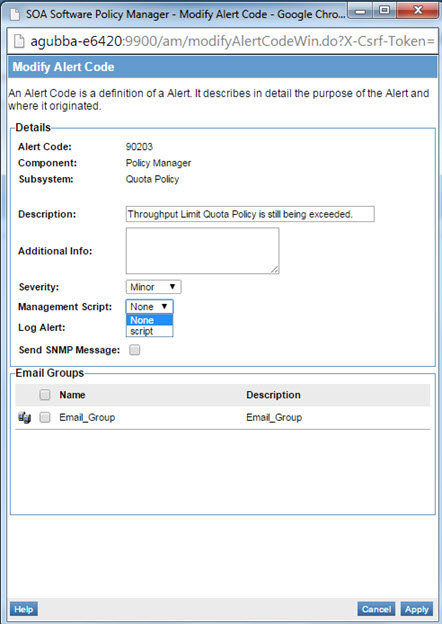 SOA Software Policy Manager - Modify Alert Code - Google Chro...
agubba-e6420:9900/am/modifyAlertCodeWin.do?X-Csrf-Token=
Modify Alert Code
An Alert Code is a definition of a Alert. It describes in detail the purpose of the Alert and
where it originated.
Details
Alert Code: 90203
Component: Policy Manager
Subsystem: Quota Policy
Description: Throughput Limit Quota Policy is still being exceeded.
Additional Info:
Severity: Minor
Management Script: None
None
Log Alert: script
Send SNMP Message:
Email Groups
Name Description
Email_Group Email_Group
Help Cancel Apply